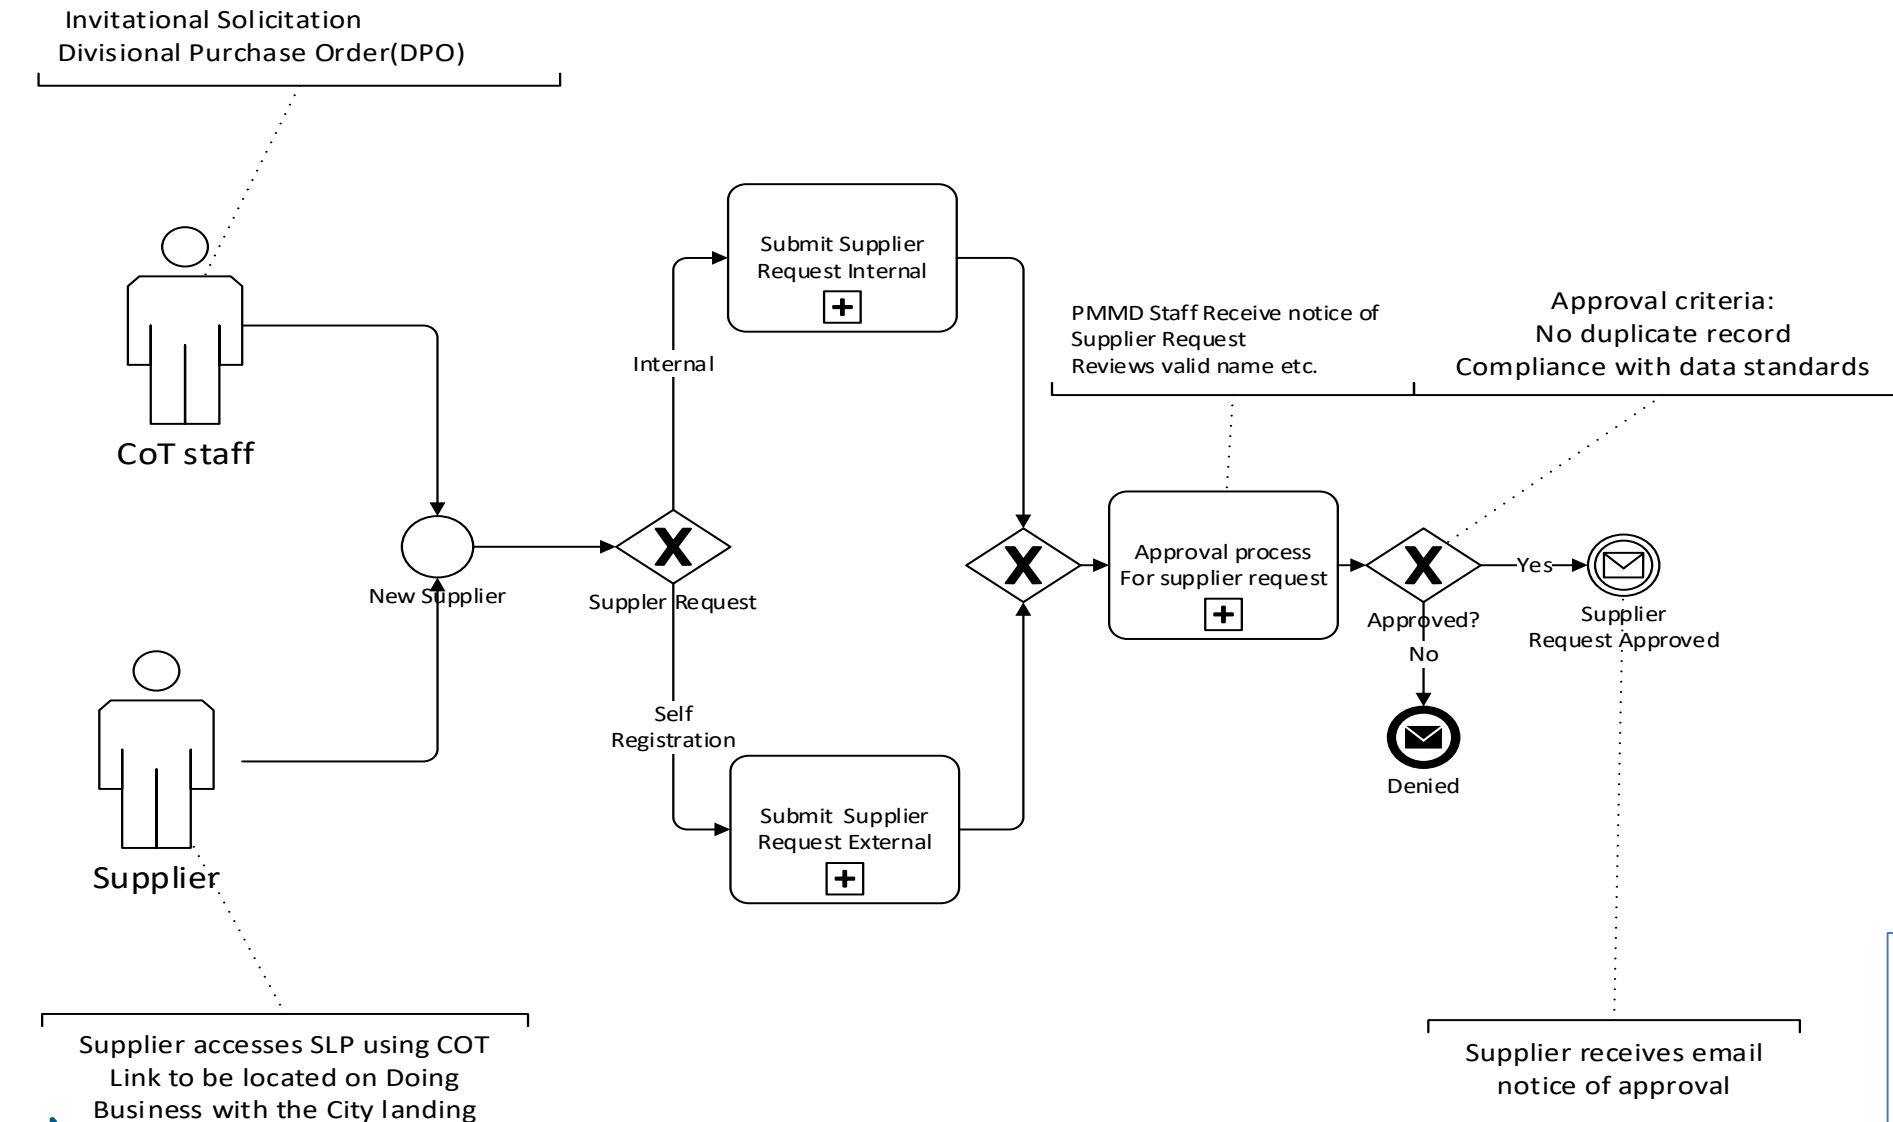 Invitational Solicitation
Divisional Purchase Order(DPO)
CoT staff
New Supplier
Supplier
Supplier accesses SLP using COT
Link to be located on Doing
Business with the City landing
Suppler Request
Internal
Self
Registration
Submit Supplier
Request Internal
Submit Supplier
Request External
PMMD Staff Receive notice of
Supplier Request
Reviews valid name etc.
Approval process
For supplier request
Approval criteria:
No duplicate record
Compliance with data standards
Approved?
Yes
No
Denied
Supplier
Request Approved
Supplier receives email
notice of approval